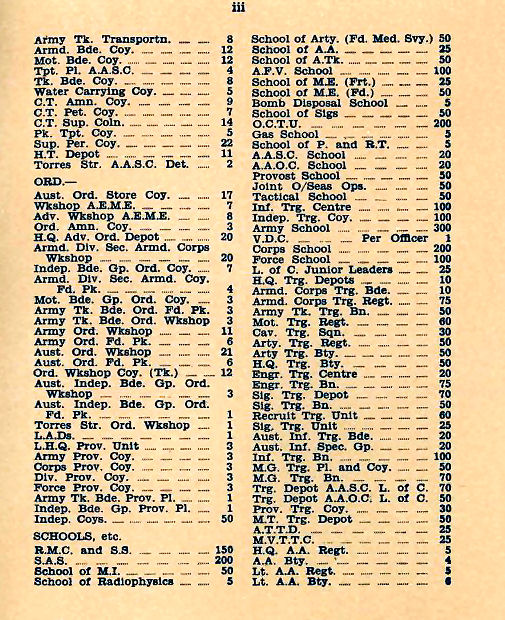 iii
Army Tk. Transportn. 8
Armd. Bde. Coy. 12
Mot. Bde. Coy. 12
Tpt. Pl. A.A.S.C. 4
Tk. Bde. Coy. 8
Water Carrying Coy. 5
C.T. Amn. Coy. 9
C.T. Pet. Coy. 7
C.T. Sup. Coln. 14
Pk. Tpt. Coy. 5
Sup. Per. Coy. 22
H.T. Depot 11
Torres Str. A.A.S.C. Det. 2
ORD.—
Aust. Ord. Store Coy. 17
Wkshop A.E.M.E. 7
Adv. Wkshop A.E.M.E. 8
Ord. Amn. Coy. 3
H.Q. Adv. Ord. Depot 20
Armd. Div. Sec. Armd. Corps
Wkshop 20
Indep. Bde. Gp. Ord. Coy. 7
Armd. Div. Sec. Armd. Coy.
Fd. Pk. 4
Mot. Bde. Gp. Ord. Coy. 3
Army Tk. Bde. Ord. Fd. Pk. 3
Army Tk. Bde. Ord. Wkshop 3
Army Ord. Wkshop 11
Army Ord. Fd. Pk. 6
Aust. Ord. Wkshop 21
Aust. Ord. Fd. Pk. 6
Ord. Wkshop Coy. (Tk.) 12
Aust. Indep. Bde. Gp. Ord.
Wkshop 3
Aust. Indep. Bde. Gp. Ord.
Fd. Pk. 1
Torres Str. Ord. Wkshop 1
L.A.Ds. 1
L.H.Q. Prov. Unit 3
Army Prov. Coy. 3
Corps Prov. Coy. 3
Div. Prov. Coy. 3
Force Prov. Coy. 3
Army Tk. Bde. Prov. Pl. 1
Indep. Bde. Gp. Prov. Pl. 1
Indep. Coys. 50
SCHOOLS, etc.
R.M.C. and S.S. 150
S.A.S. 200
School of M.I. 50
School of Radiophysics 5
School of Arty. (Fd. Med. Svy.) 50
School of A.A. 25
School of A.Tk. 50
A.F.V. School 100
School of M.E. (Frt.) 25
School of M.E. (Fd.) 50
Bomb Disposal School 5
School of Sigs 50
O.C.T.U. 200
Gas School 5
School of P. and R.T. 5
A.A.S.C. School 20
A.A.O.C. School 20
Provost School 50
Joint O/Seas Ops. 50
Tactical School 50
Inf. Trg. Centre 100
Indep. Trg. Coy. 100
Army School 300
V.D.C. Per Officer 1
Corps School 200
Force School 100
L. of C. Junior Leaders 25
H.Q. Trg. Depots 10
Armd. Corps Trg. Bde. 10
Armd. Corps Trg. Regt. 75
Army Tk. Trg. Bn. 50
Mot. Trg. Regt. 60
Cav. Trg. Sqn. 30
Arty. Trg. Regt. 50
Arty Trg. Bty. 50
H.Q. Trg. Bty. 50
Engr. Trg. Centre 20
Engr. Trg. Bn. 75
Sig. Trg. Depot 70
Sig. Trg. Bn. 50
Recruit Trg. Unit 60
Sig. Trg. Unit 25
Aust. Inf. Trg. Bde. 20
Aust. Inf. Spec. Gp. 20
Inf. Trg. Bn. 100
M.G. Trg. Pl. and Coy. 50
M.G. Trg. Bn. 70
Trg. Depot A.A.S.C. L. of C. 70
Trg. Depot A.A.O.C. L. of C. 50
Prov. Trg. Coy. 30
M.T. Trg. Depot 50
A.T.T.D. 25
M.V.T.T.C. 25
H.Q. A.A. Regt. 5
A.A. Bty. 4
Lt. A.A. Regt. 5
Lt. A.A. Bty. 6